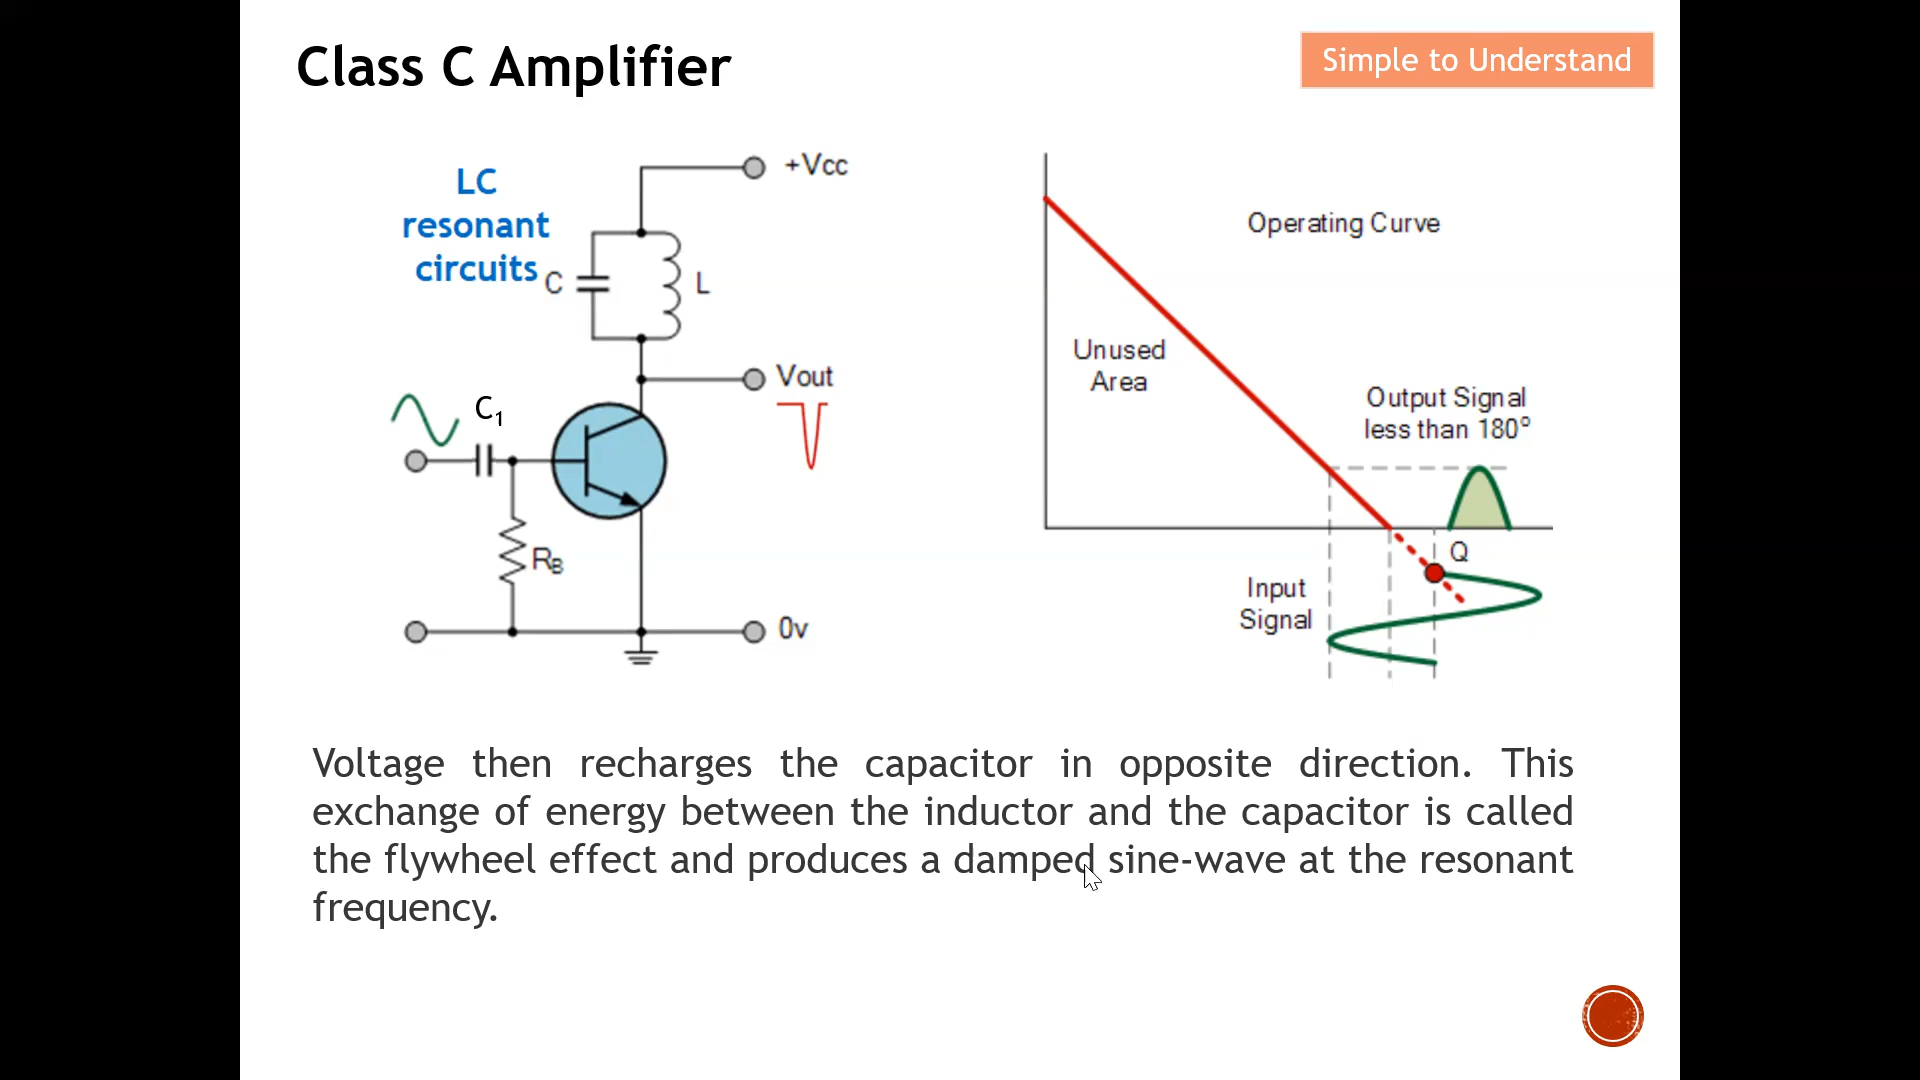 Class C Amplifier
Simple to Understand
LC
resonant
circuits
+Vcc
C
L
Vout
C₁
R_B
0v
Operating Curve
Unused
Area
Output Signal
less than 180°
Q
Input
Signal
Voltage then recharges the capacitor in opposite direction. This
exchange of energy between the inductor and the capacitor is called
the flywheel effect and produces a damped sine-wave at the resonant
frequency.